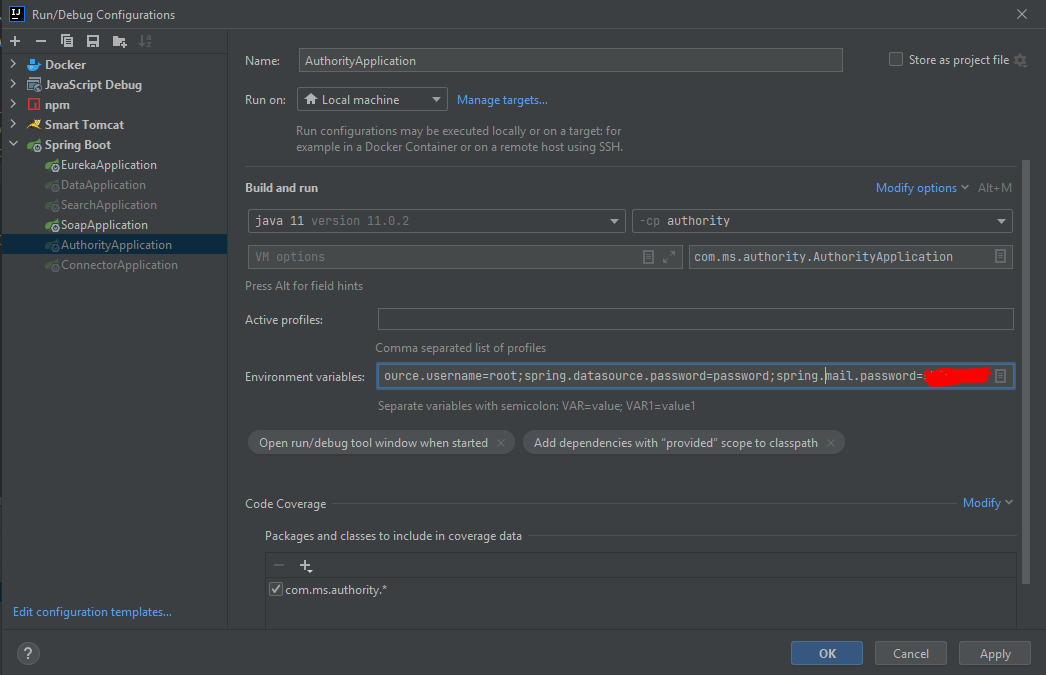 Run/Debug Configurations
Docker
JavaScript Debug
npm
Smart Tomcat
Spring Boot
EurekaApplication
DataApplication
SearchApplication
SoapApplication
AuthorityApplication
ConnectorApplication
Edit configuration templates...
Name: AuthorityApplication Store as project file
Run on: Local machine Manage targets...
Run configurations may be executed locally or on a target: for
example in a Docker Container or on a remote host using SSH.
Build and run Modify options Alt+M
java 11 version 11.0.2 -cp authority
VM options com.ms.authority.AuthorityApplication
Press Alt for field hints
Active profiles:
Comma separated list of profiles
Environment variables: ource.username=root;spring.datasource.password=password;spring.mail.password=
Separate variables with semicolon: VAR=value; VAR1=value1
Open run/debug tool window when started × Add dependencies with “provided” scope to classpath ×
Code Coverage Modify
Packages and classes to include in coverage data
com.ms.authority.*
? OK Cancel Apply